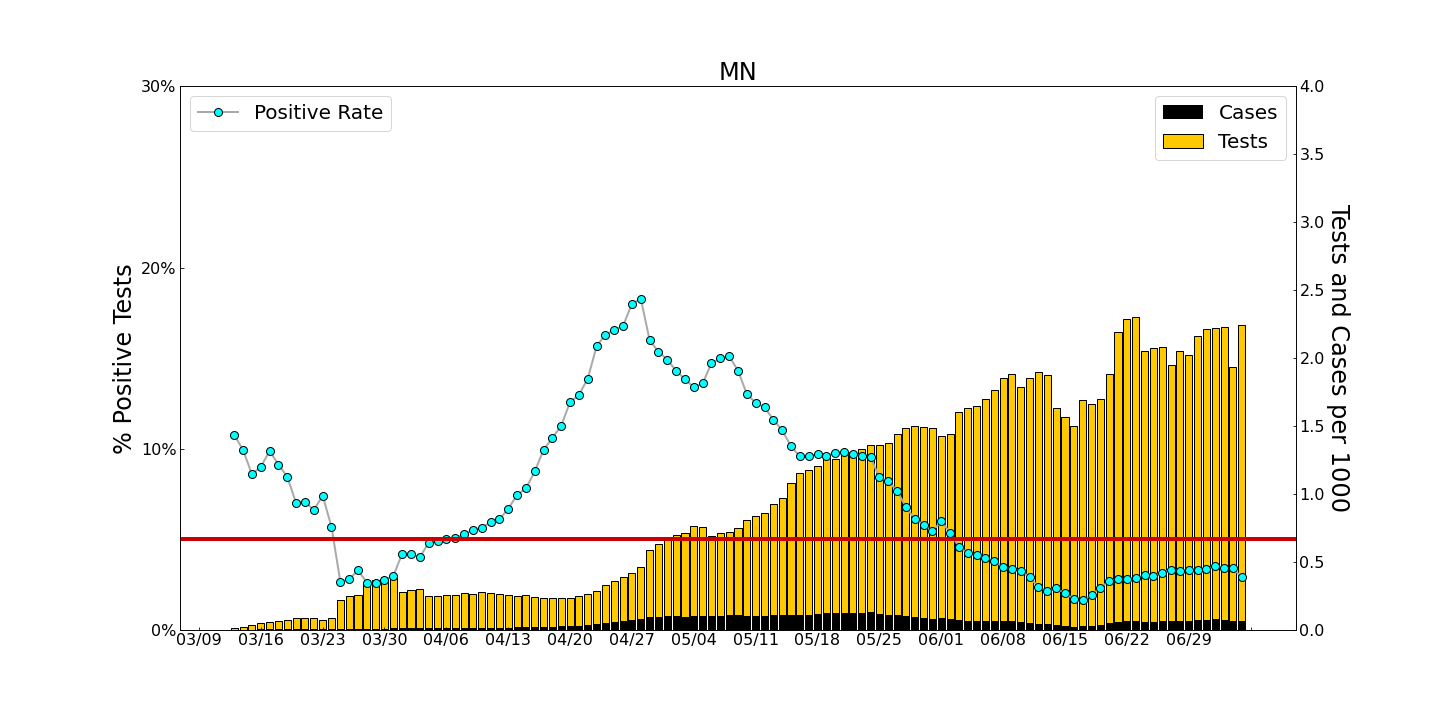 MN
Positive Rate
Cases
Tests
% Positive Tests
30%
20%
10%
0%
4.0
3.5
3.0
2.5
2.0
1.5
1.0
0.5
0.0
Tests and Cases per 1000
03/09 03/16 03/23 03/30 04/06 04/13 04/20 04/27 05/04 05/11 05/18 05/25 06/01 06/08 06/15 06/22 06/29